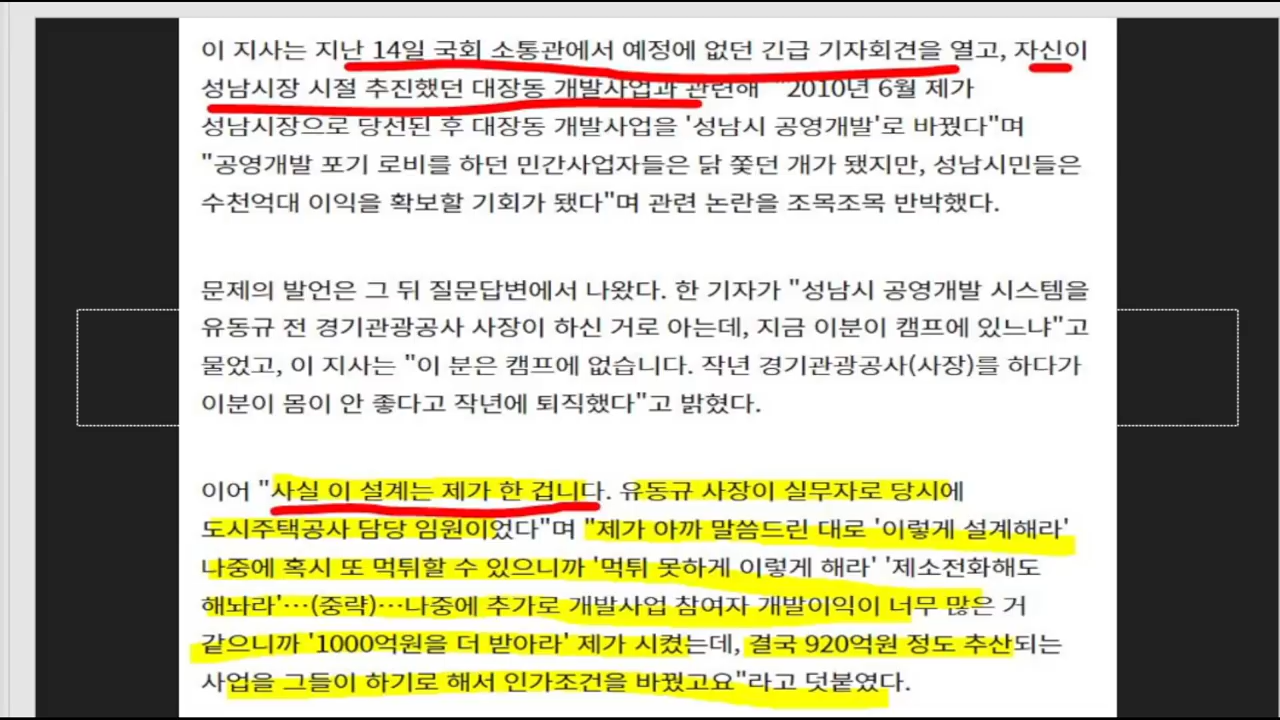 이 지사는 지난 14일 국회 소통관에서 예정에 없던 긴급 기자회견을 열고, 자신이
성남시장 시절 추진했던 대장동 개발사업과 관련해 "2010년 6월 제가
성남시장으로 당선된 후 대장동 개발사업을 '성남시 공영개발'로 바꿨다"며
"공영개발 포기 로비를 하던 민간사업자들은 닭 쫓던 개가 됐지만, 성남시민들은
수천억대 이익을 확보할 기회가 됐다"며 관련 논란을 조목조목 반박했다.
문제의 발언은 그 뒤 질문답변에서 나왔다. 한 기자가 "성남시 공영개발 시스템을
유동규 전 경기관광공사 사장이 하신 거로 아는데, 지금 이분이 캠프에 있느냐"고
물었고, 이 지사는 "이 분은 캠프에 없습니다. 작년 경기관광공사(사장)를 하다가
이분이 몸이 안 좋다고 작년에 퇴직했다"고 밝혔다.
이어 "사실 이 설계는 제가 한 겁니다. 유동규 사장이 실무자로 당시에
도시주택공사 담당 임원이었다"며 "제가 아까 말씀드린 대로 '이렇게 설계해라'
나중에 혹시 또 먹튀할 수 있으니까 '먹튀 못하게 이렇게 해라' '제소전화해도
해놔라'…(중략)…나중에 추가로 개발사업 참여자 개발이익이 너무 많은 거
같으니까 '1000억원을 더 받아라' 제가 시켰는데, 결국 920억원 정도 추산되는
사업을 그들이 하기로 해서 인가조건을 바꿨고요"라고 덧붙였다.